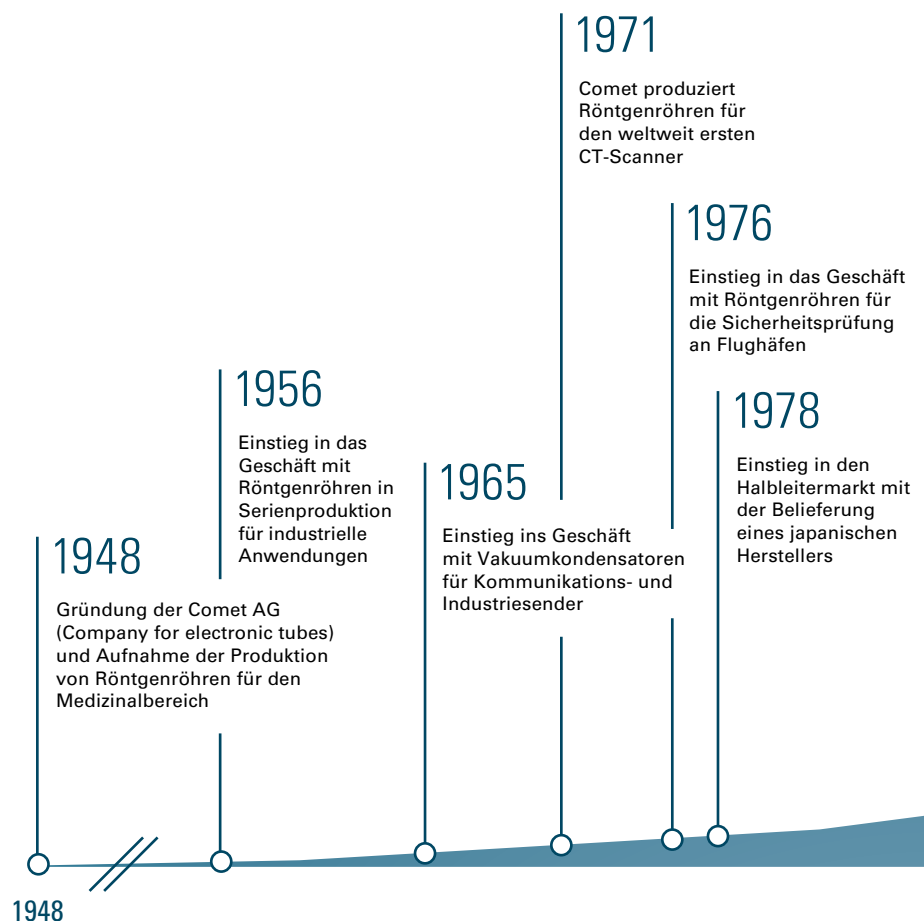 1948
Gründung der Comet AG
(Company for electronic tubes)
und Aufnahme der Produktion
von Röntgenröhren für den
Medizinalbereich
1956
Einstieg in das
Geschäft mit
Röntgenröhren in
Serienproduktion
für industrielle
Anwendungen
1965
Einstieg ins Geschäft
mit Vakuumkondensatoren
für Kommunikations- und
Industriesender
1971
Comet produziert
Röntgenröhren für
den weltweit ersten
CT-Scanner
1976
Einstieg in das Geschäft
mit Röntgenröhren für
die Sicherheitsprüfung
an Flughäfen
1978
Einstieg in den
Halbleitermarkt mit
der Belieferung
eines japanischen
Herstellers
1948